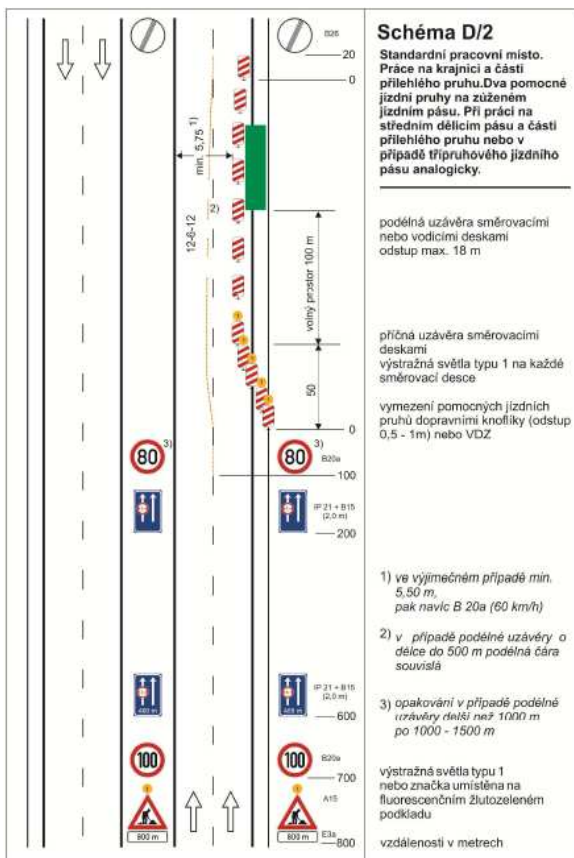 Schéma D/2
Standardní pracovní místo.
Práce na krajnici a části
přilehlého pruhu.Dva pomocné
jízdní pruhy na zúženém
jízdním pásu. Při práci na
středním dělicím pásu a části
přilehlého pruhu nebo v
případě třípruhového jízdního
pásu analogicky.
podélná uzávěra směrovacími
nebo vodicími deskami
odstup max. 18 m
příčná uzávěra směrovacími
deskami
výstražná světla typu 1 na každé
směrovací desce
vymezení pomocných jízdních
pruhů dopravními knoflíky (odstup
0,5 - 1m) nebo VDZ
1) ve výjimečném případě min.
5,50 m,
pak navíc B 20a (60 km/h)
2) v případě podélné uzávěry o
délce do 500 m podélná čára
souvislá
3) opakování v případě podélné
uzávěry delší než 1000 m
po 1000 - 1500 m
výstražná světla typu 1
nebo značka umístěna na
fluorescenčním žlutozeleném
podkladu
vzdálenosti v metrech
B26
20
0
min. 5,75 1)
2)
12-6-12
volný prostor 100 m
50
0
80
3)
80
3)
B20a
100
IP 21 + B15
(2,0 m)
200
400 m
400 m
IP 21 + B15
(2,0 m)
600
100
100
B20a
700
A15
800 m
800 m
E3a
800